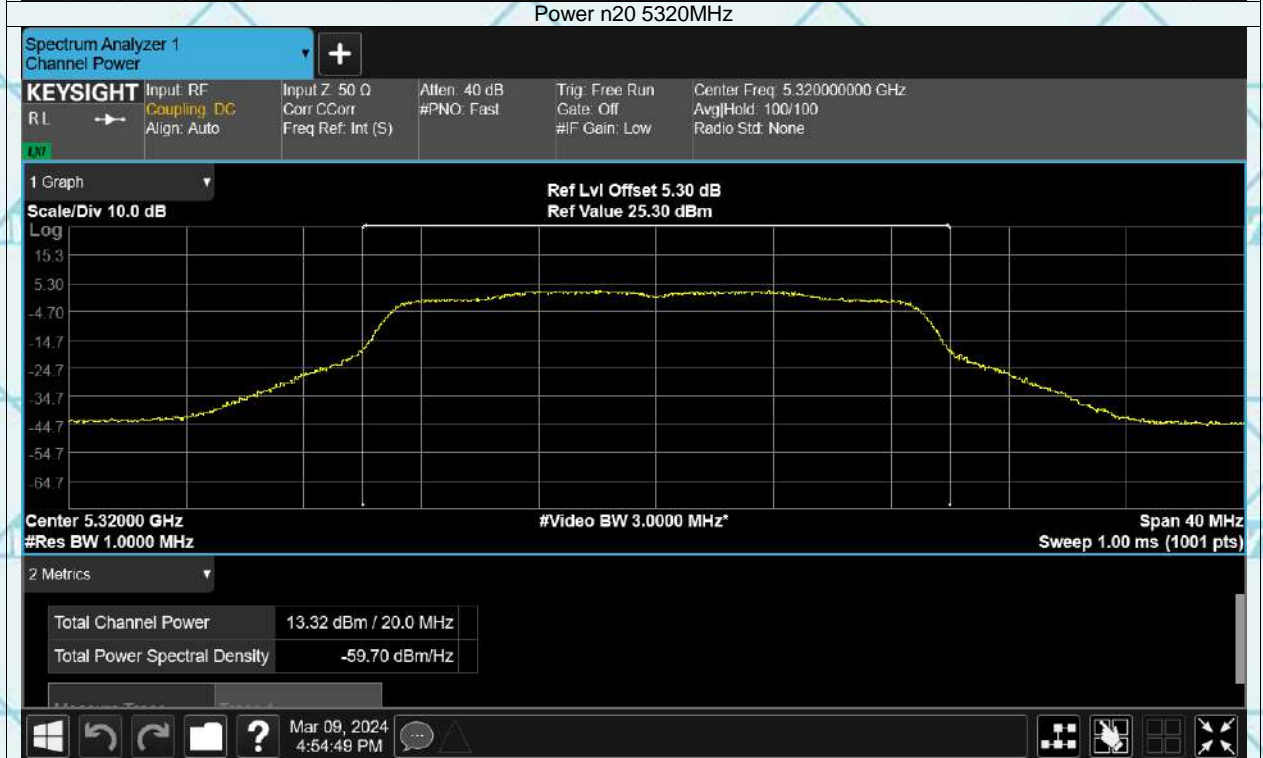 Power n20 5320MHz
Spectrum Analyzer 1
Channel Power
+
KEYSIGHT
RL
LXI
Input: RF
Coupling: DC
Align: Auto
Input Z: 50 Ω
Corr CCorr
Freq Ref: Int (S)
Atten: 40 dB
#PNO: Fast
Trig: Free Run
Gate: Off
#IF Gain: Low
Center Freq: 5.320000000 GHz
Avg|Hold: 100/100
Radio Std: None
1 Graph
Scale/Div 10.0 dB
Ref Lvl Offset 5.30 dB
Ref Value 25.30 dBm
Log
15.3
5.30
-4.70
-14.7
-24.7
-34.7
-44.7
-54.7
-64.7
Center 5.32000 GHz
#Res BW 1.0000 MHz
#Video BW 3.0000 MHz*
Span 40 MHz
Sweep 1.00 ms (1001 pts)
2 Metrics
Total Channel Power 13.32 dBm / 20.0 MHz
Total Power Spectral Density -59.70 dBm/Hz
?
Mar 09, 2024
4:54:49 PM